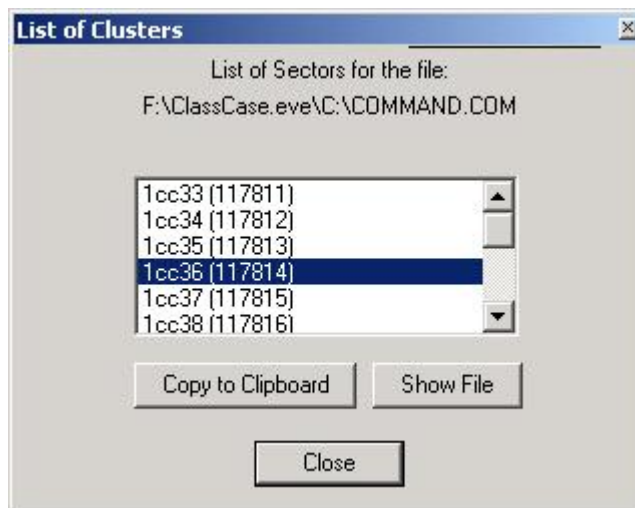 List of Clusters
List of Sectors for the file:
F:\ClassCase.eve\C:\COMMAND.COM
1cc33 (117811)
1cc34 (117812)
1cc35 (117813)
1cc36 (117814)
1cc37 (117815)
1cc38 (117816)
Copy to Clipboard
Show File
Close